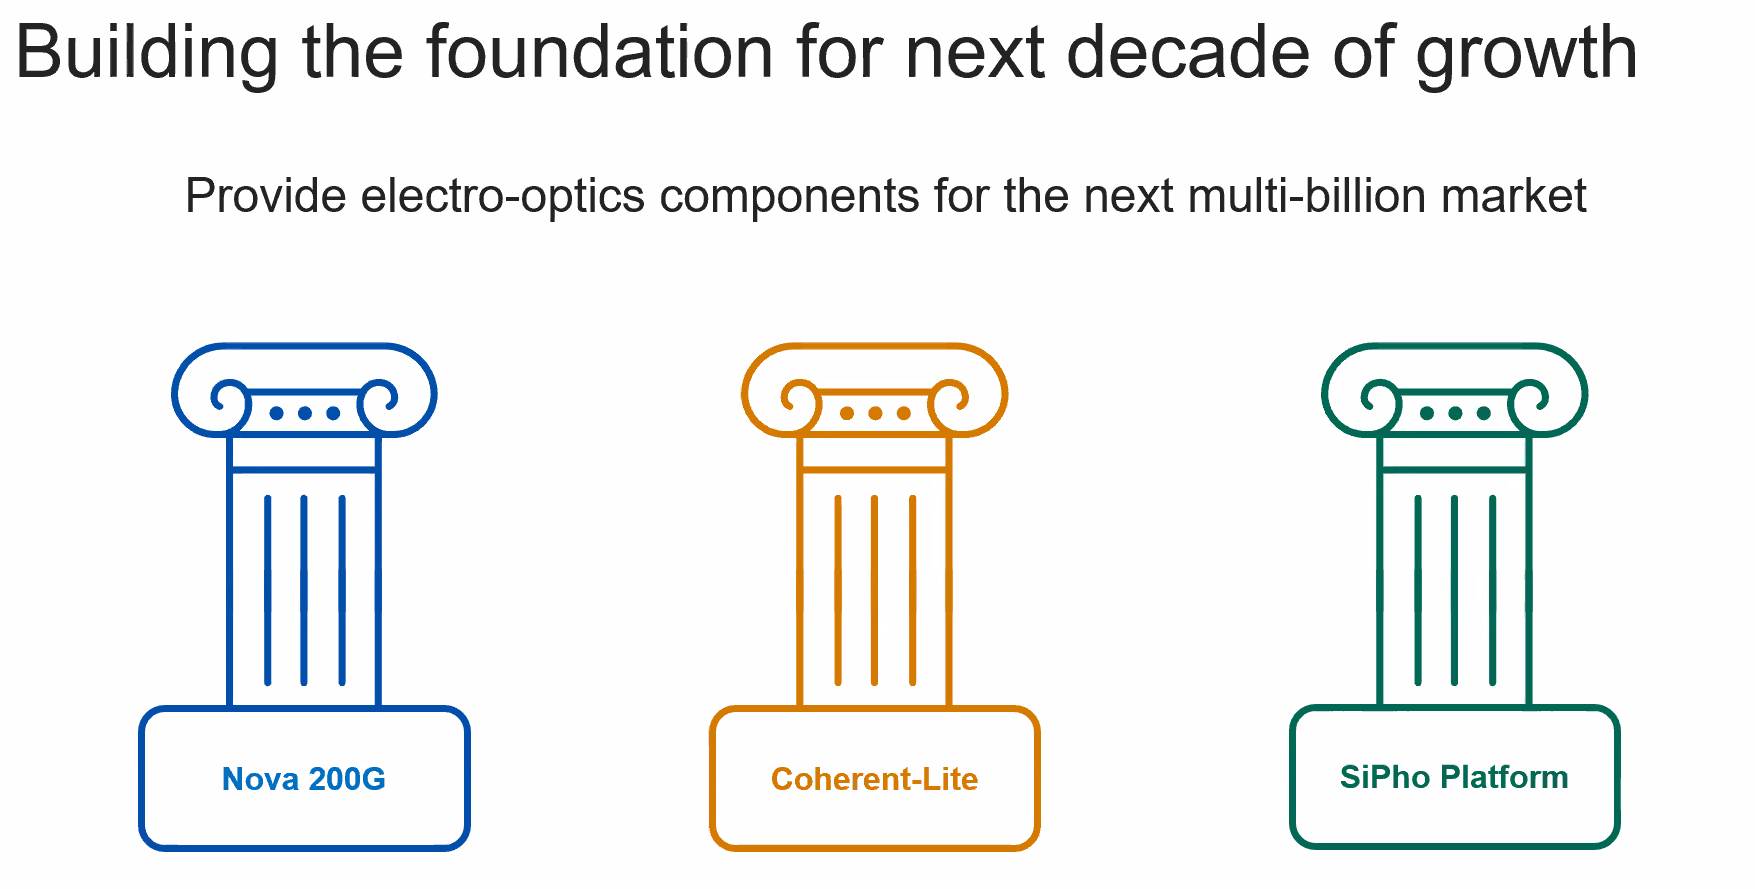 Building the foundation for next decade of growth
Provide electro-optics components for the next multi-billion market
Nova 200G
Coherent-Lite
SiPho Platform